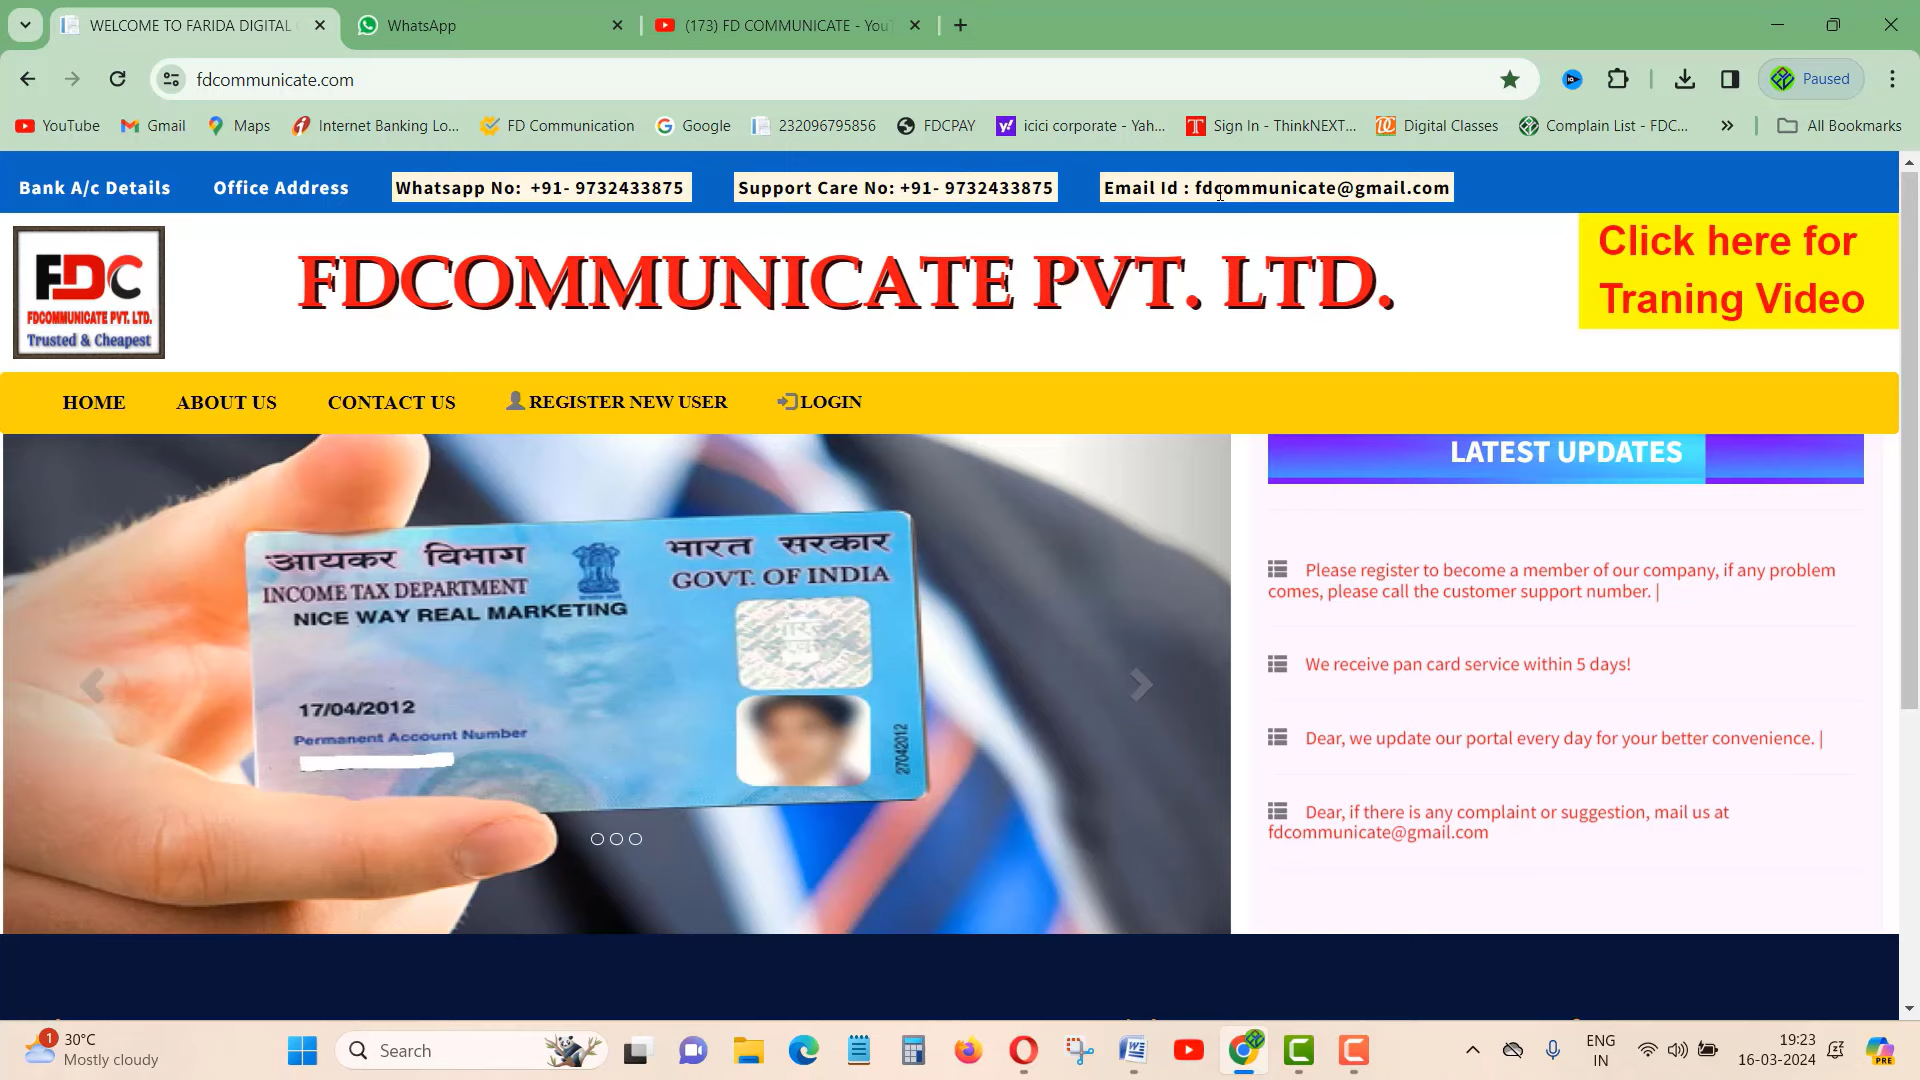 WELCOME TO FARIDA DIGITAL
WhatsApp
(173) FD COMMUNICATE - YouT
fdcommunicate.com
Paused
YouTube
Gmail
Maps
Internet Banking Lo...
FD Communication
Google
232096795856
FDCPAY
icici corporate - Yah...
Sign In - ThinkNEXT...
Digital Classes
Complain List - FDC...
All Bookmarks
Bank A/c Details
Office Address
Whatsapp No: +91- 9732433875
Support Care No: +91- 9732433875
Email Id : fdcommunicate@gmail.com
FDC
FDCOMMUNICATE PVT. LTD.
Trusted & Cheapest
FDCOMMUNICATE PVT. LTD.
Click here for
Traning Video
HOME
ABOUT US
CONTACT US
REGISTER NEW USER
LOGIN
आयकर विभाग
INCOME TAX DEPARTMENT
NICE WAY REAL MARKETING
भारत सरकार
GOVT. OF INDIA
17/04/2012
Permanent Account Number
27042012
LATEST UPDATES
Please register to become a member of our company, if any problem
comes, please call the customer support number. |
We receive pan card service within 5 days!
Dear, we update our portal every day for your better convenience. |
Dear, if there is any complaint or suggestion, mail us at
fdcommunicate@gmail.com
1
30°C
Mostly cloudy
Search
ENG
IN
19:23
16-03-2024
PRE